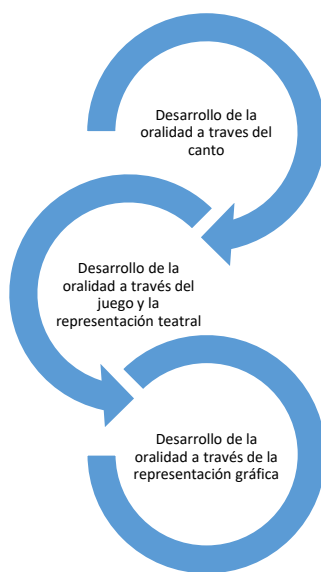 Desarrollo de la
oralidad a traves del
canto
Desarrollo de la
oralidad a través del
juego y la
representación teatral
Desarrollo de la
oralidad a través de la
representación gráfica